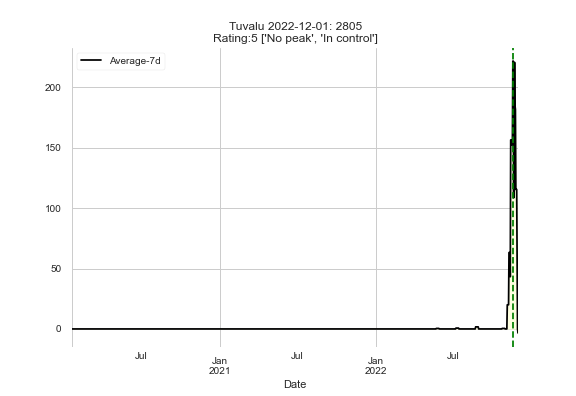 Tuvalu 2022-12-01: 2805
Rating:5 ['No peak', 'In control']
Average-7d
200
150
100
50
0
Jul
Jan
2021
Jul
Jan
2022
Jul
Date